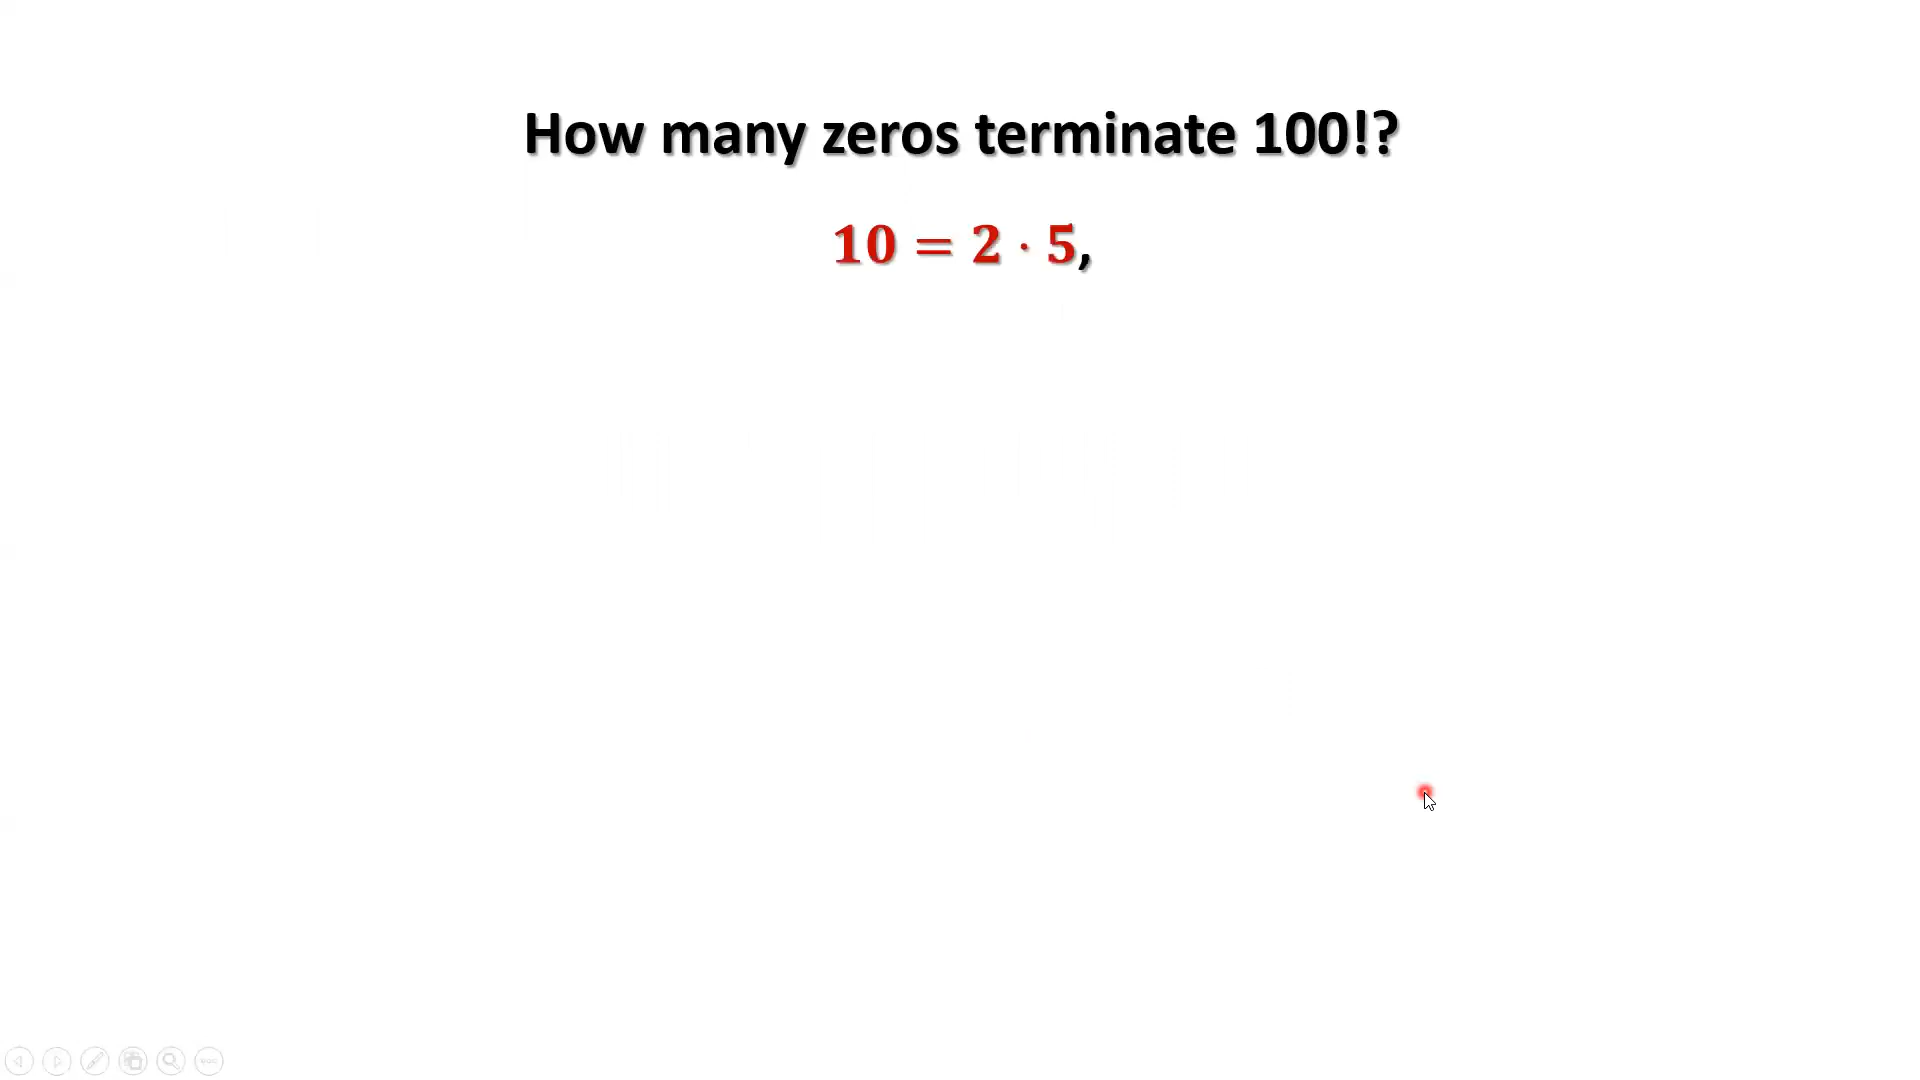 How many zeros terminate 100!?
10 = 2 · 5,